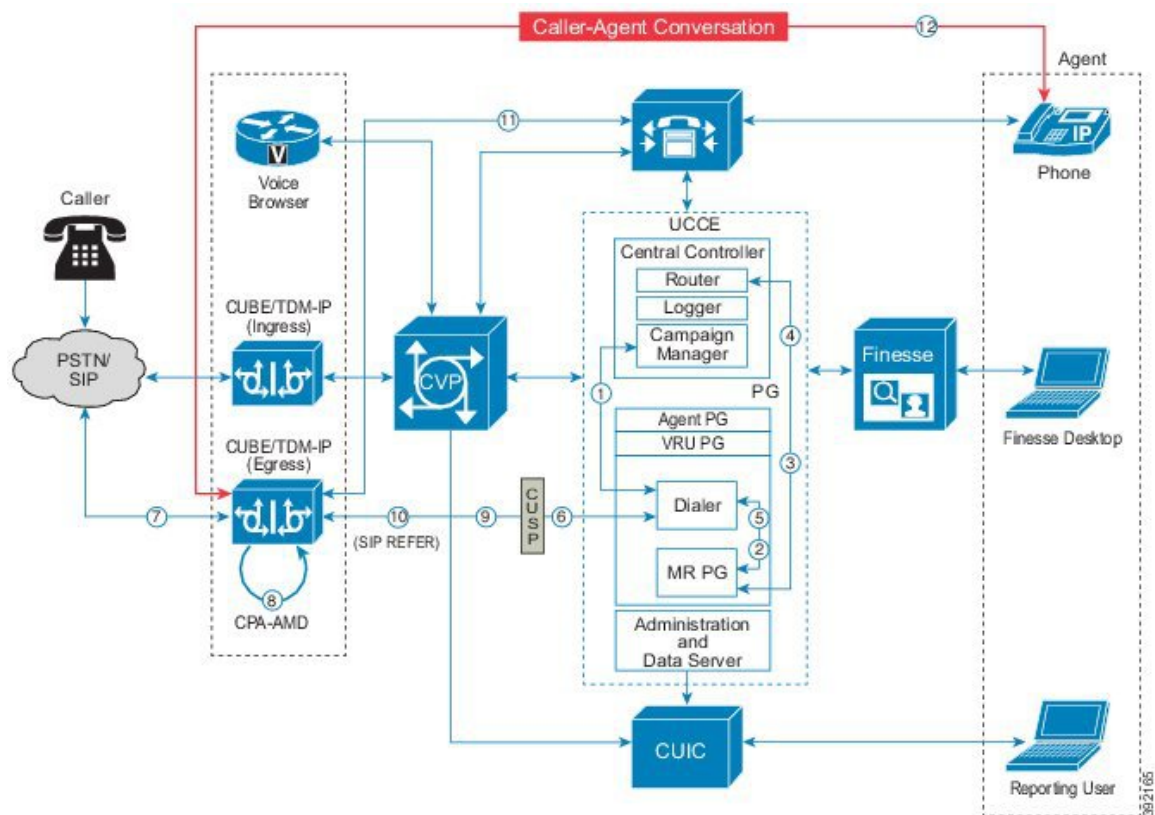 Caller-Agent Conversation
12
Agent
11
V
Voice
Browser
IP
Phone
Caller
UCCE
Central Controller
Router
Logger
Campaign
Manager
4
CUBE/TDM-IP
(Ingress)
PSTN/
SIP
CVP
Finesse
1
PG
Finesse Desktop
Agent PG
VRU PG
3
CUBE/TDM-IP
(Egress)
7
10
(SIP REFER)
9
CUSP
6
Dialer
5
2
MR PG
8
CPA-AMD
Administration
and
Data Server
CUIC
Reporting User
392165